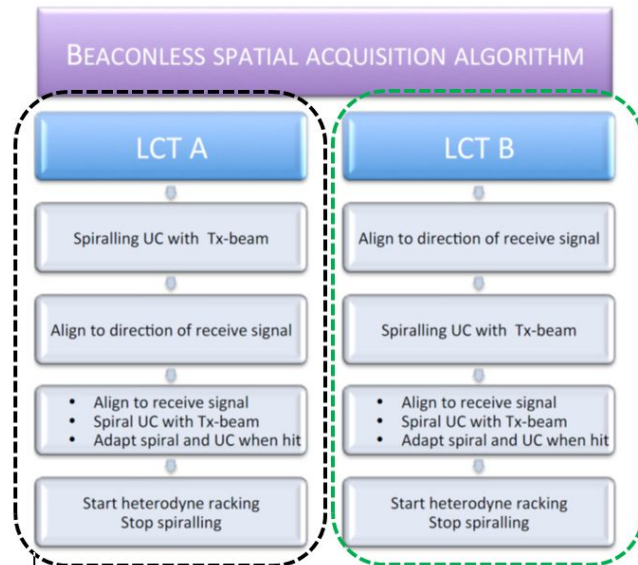 BEACONLESS SPATIAL ACQUISITION ALGORITHM
LCT A
Spiralling UC with Tx-beam
Align to direction of receive signal
• Align to receive signal
• Spiral UC with Tx-beam
• Adapt spiral and UC when hit
Start heterodyne racking
Stop spiralling
LCT B
Align to direction of receive signal
Spiralling UC with Tx-beam
• Align to receive signal
• Spiral UC with Tx-beam
• Adapt spiral and UC when hit
Start heterodyne racking
Stop spiralling